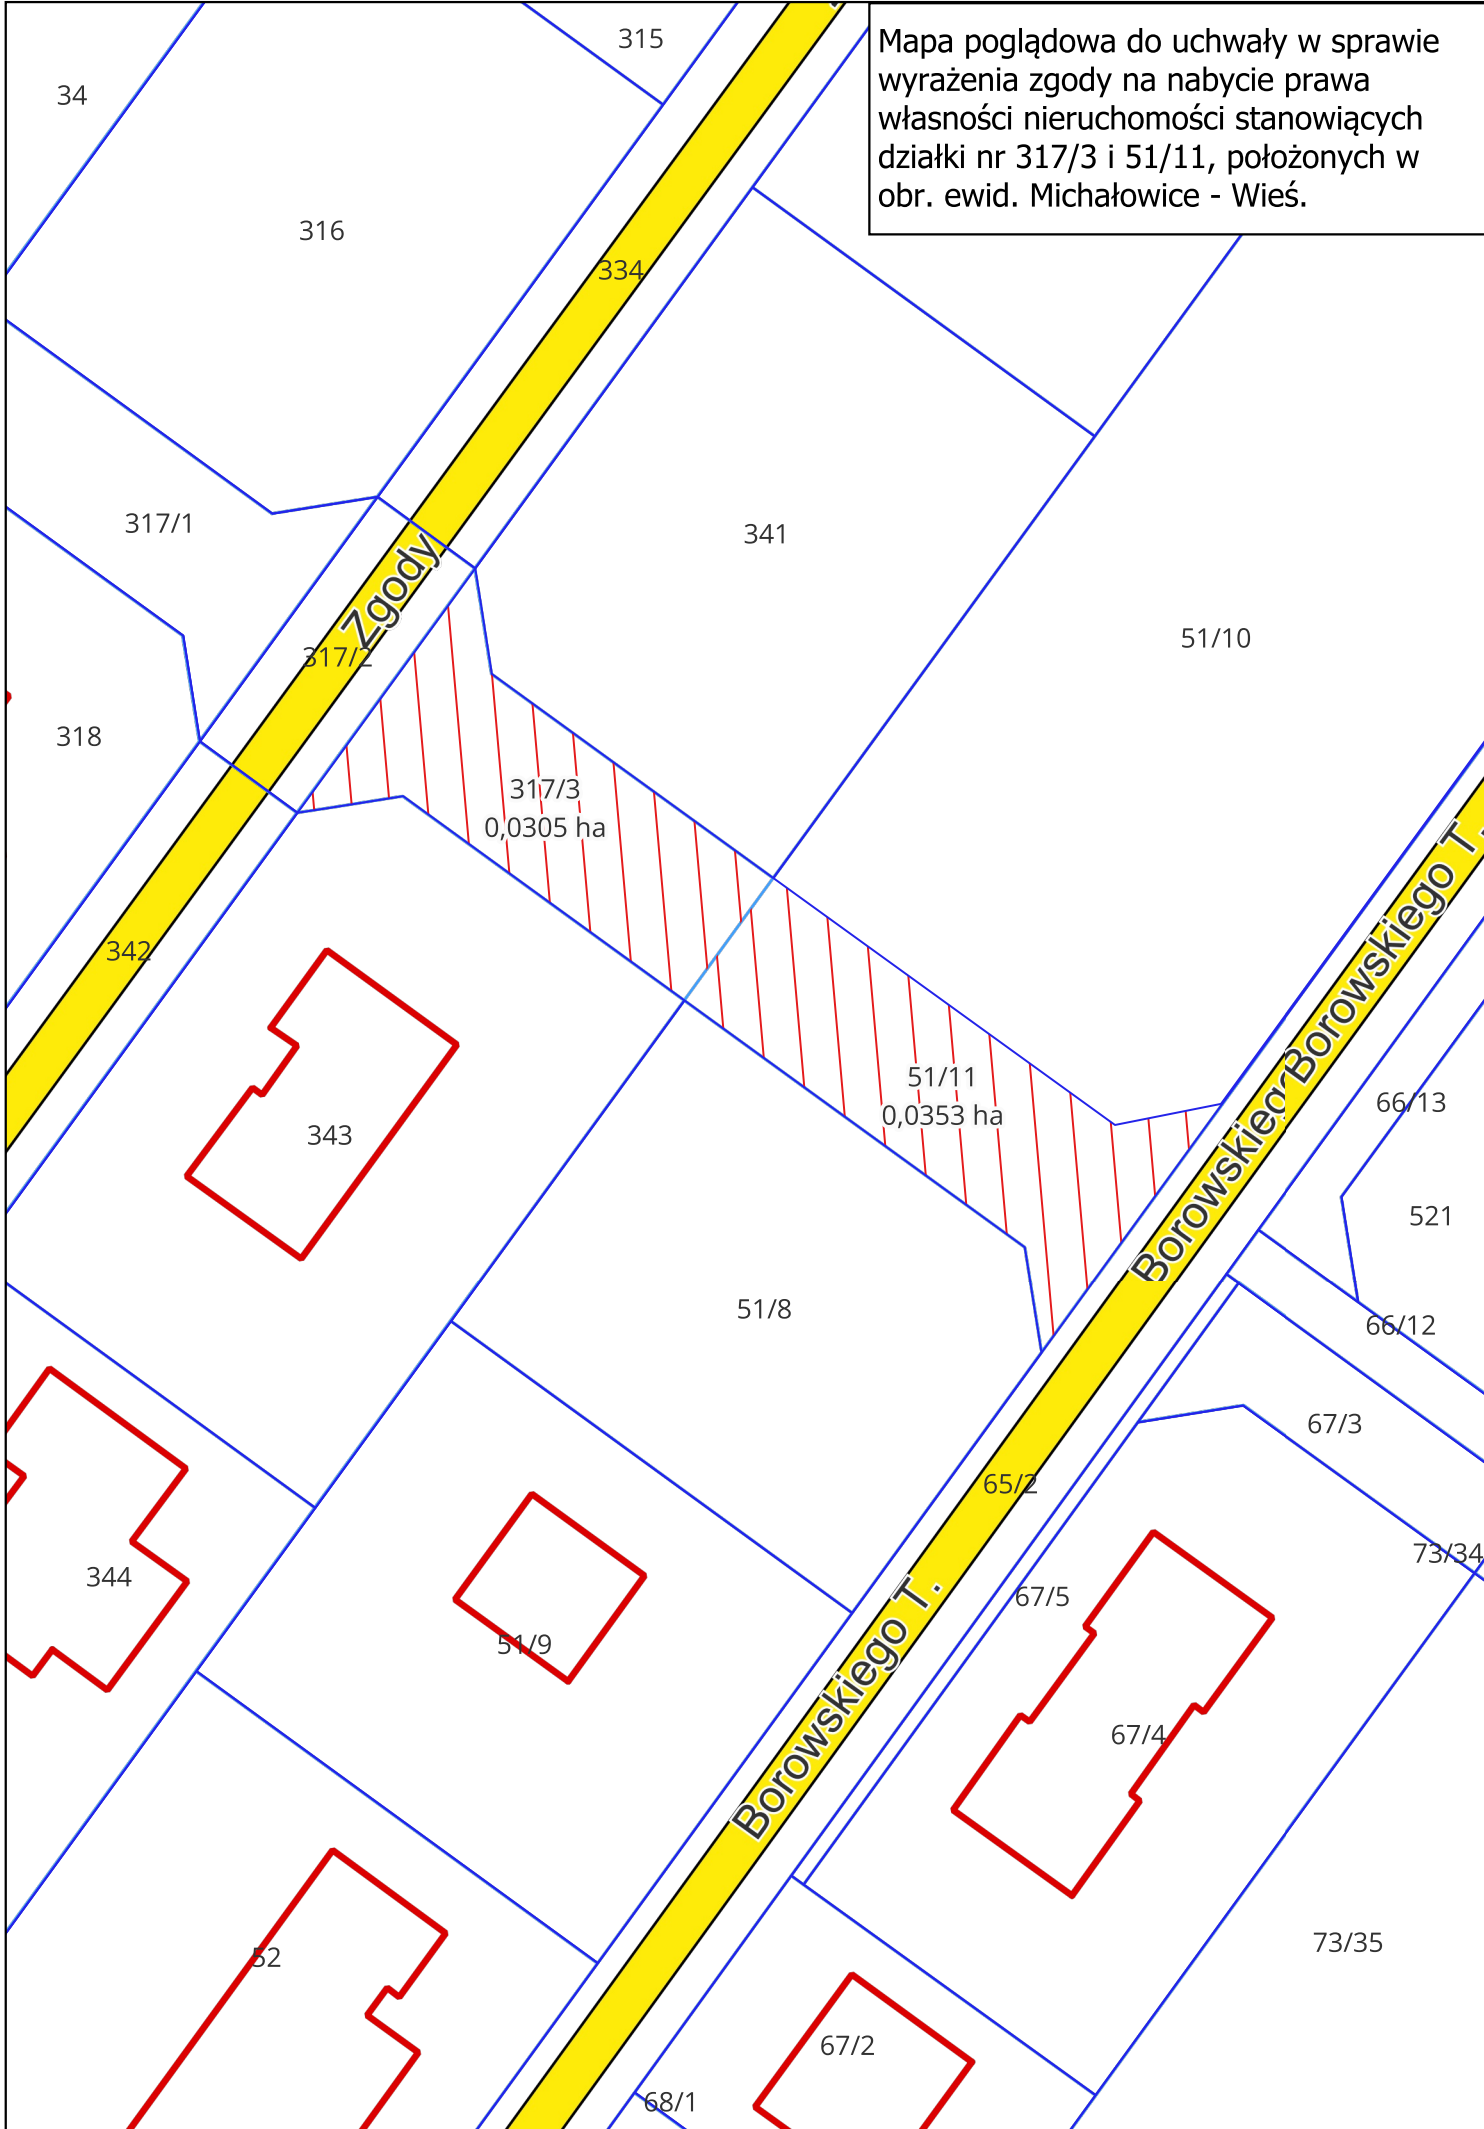 Mapa poglądowa do uchwały w sprawie
wyrażenia zgody na nabycie prawa
własności nieruchomości stanowiących
działki nr 317/3 i 51/11, położonych w
obr. ewid. Michałowice - Wieś.
315
34
316
334
317/1
341
Zgody
51/10
317/2
318
317/3
0,0305 ha
Borowskiego T.
342
51/11
0,0353 ha
66/13
343
Borowskieg
521
51/8
66/12
67/3
65/2
73/34
344
67/5
51/9
Borowskiego T.
67/4
73/35
52
67/2
68/1